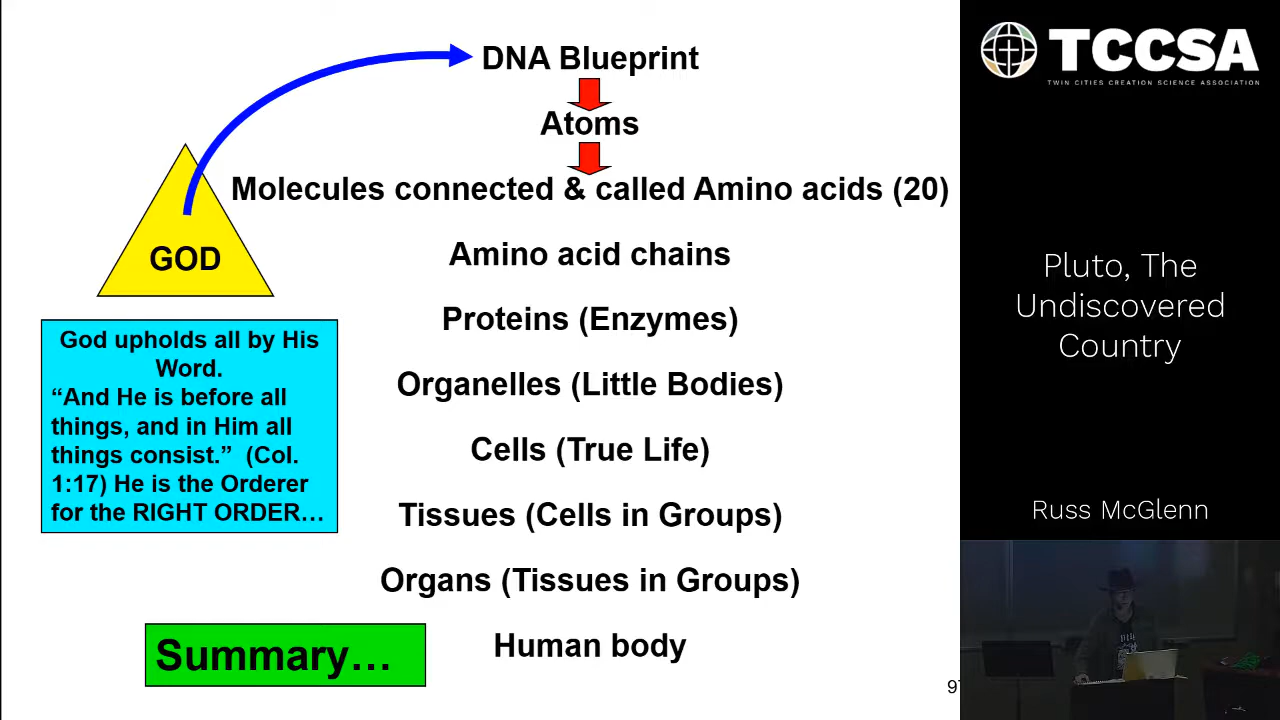 DNA Blueprint
Atoms
Molecules connected & called Amino acids (20)
Amino acid chains
Proteins (Enzymes)
Organelles (Little Bodies)
Cells (True Life)
Tissues (Cells in Groups)
Organs (Tissues in Groups)
Human body
GOD
God upholds all by His
Word.
“And He is before all
things, and in Him all
things consist.” (Col.
1:17) He is the Orderer
for the RIGHT ORDER…
Summary…
TCCSA
TWIN CITIES CREATION SCIENCE ASSOCIATION
Pluto, The
Undiscovered
Country
Russ McGlenn